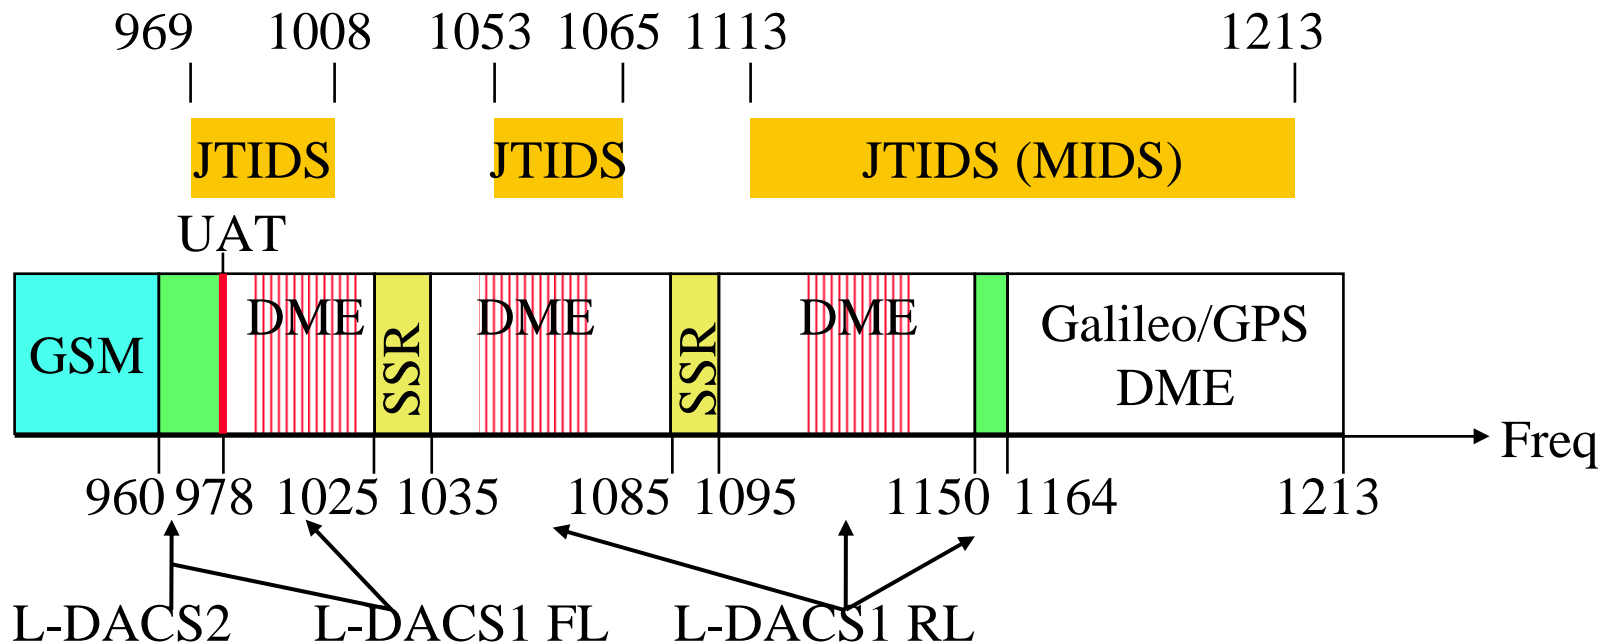 969 1008 1053 1065 1113 1213
JTIDS JTIDS JTIDS (MIDS)
UAT
GSM DME SSR DME SSR DME Galileo/GPS
DME
Freq
960 978 1025 1035 1085 1095 1150 1164 1213
L-DACS2 L-DACS1 FL L-DACS1 RL